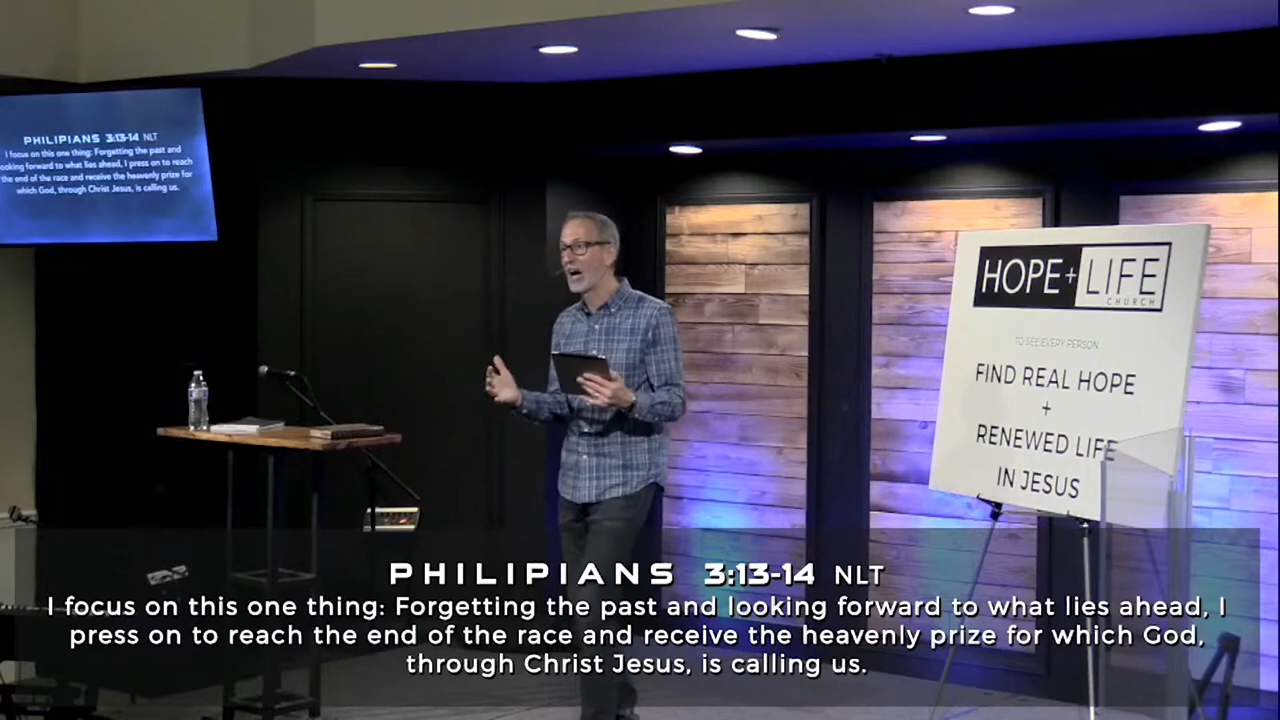 PHILIPIANS 3:13-14 NLT
I focus on this one thing: Forgetting the past and
looking forward to what lies ahead, I press on to reach
the end of the race and receive the heavenly prize for
which God, through Christ Jesus, is calling us.
HOPE+LIFE
CHURCH
TO SEE EVERY PERSON
FIND REAL HOPE
+
RENEWED LIFE
IN JESUS
PHILIPIANS 3:13-14 NLT
I focus on this one thing: Forgetting the past and looking forward to what lies ahead, I
press on to reach the end of the race and receive the heavenly prize for which God,
through Christ Jesus, is calling us.